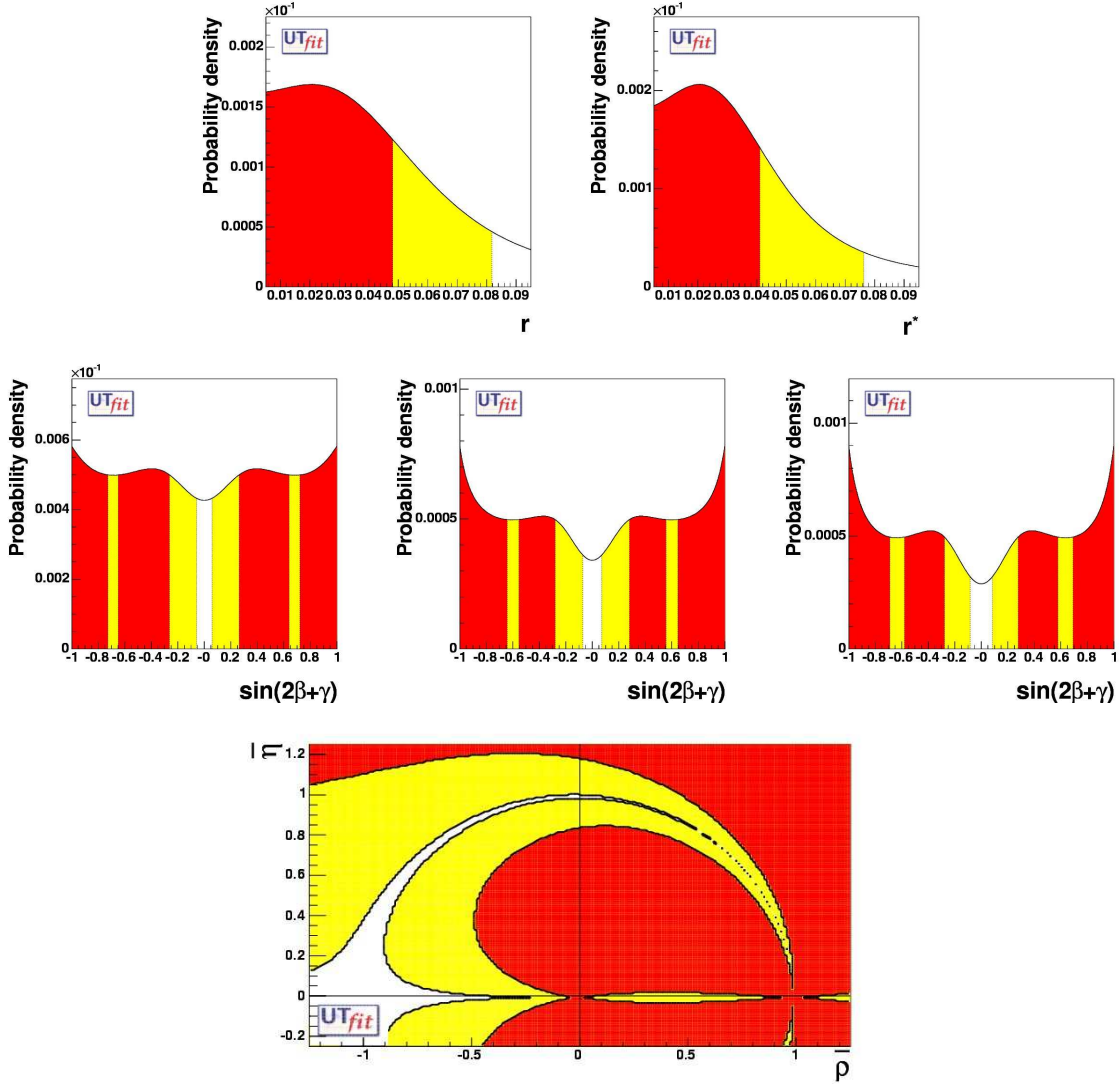 ×10⁻¹
Probability density
UTfit
0.002
0.0015
0.001
0.0005
0
0.01 0.02 0.03 0.04 0.05 0.06 0.07 0.08 0.09
r
×10⁻¹
Probability density
UTfit
0.002
0.001
0
0.01 0.02 0.03 0.04 0.05 0.06 0.07 0.08 0.09
r*
×10⁻¹
Probability density
UTfit
0.006
0.004
0.002
0
-1 -0.8 -0.6 -0.4 -0.2 -0 0.2 0.4 0.6 0.8 1
sin(2β+γ)
Probability density
UTfit
0.001
0.0005
0
-1 -0.8 -0.6 -0.4 -0.2 -0 0.2 0.4 0.6 0.8 1
sin(2β+γ)
Probability density
UTfit
0.001
0.0005
0
-1 -0.8 -0.6 -0.4 -0.2 -0 0.2 0.4 0.6 0.8 1
sin(2β+γ)
η̅
1.2
1
0.8
0.6
0.4
0.2
0
-0.2
UTfit
-1 -0.5 0 0.5 1
ρ̅